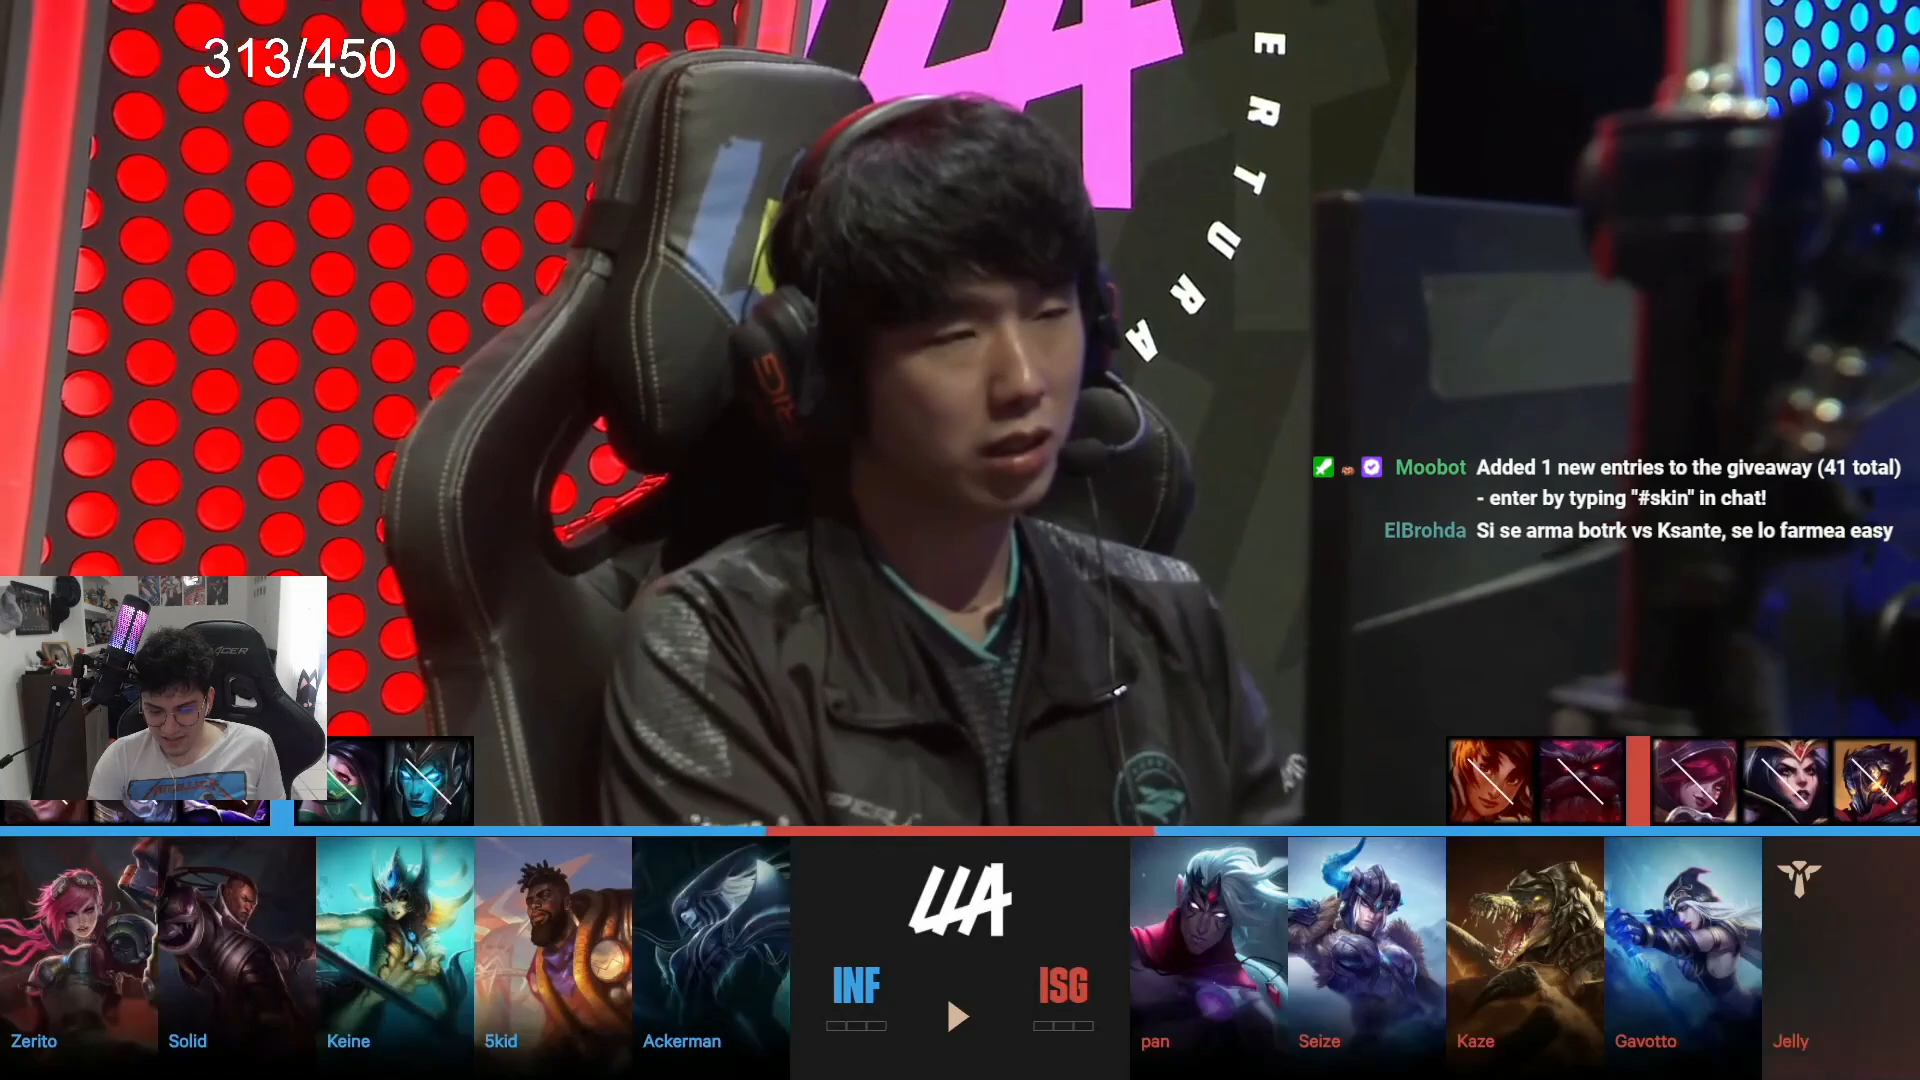 313/450
ERTURA
Moobot Added 1 new entries to the giveaway (41 total)
- enter by typing "#skin" in chat!
ElBrohda Si se arma botrk vs Ksante, se lo farmea easy
METALLICA
LLA
INF
ISG
Zerito
Solid
Keine
5kid
Ackerman
pan
Seize
Kaze
Gavotto
Jelly